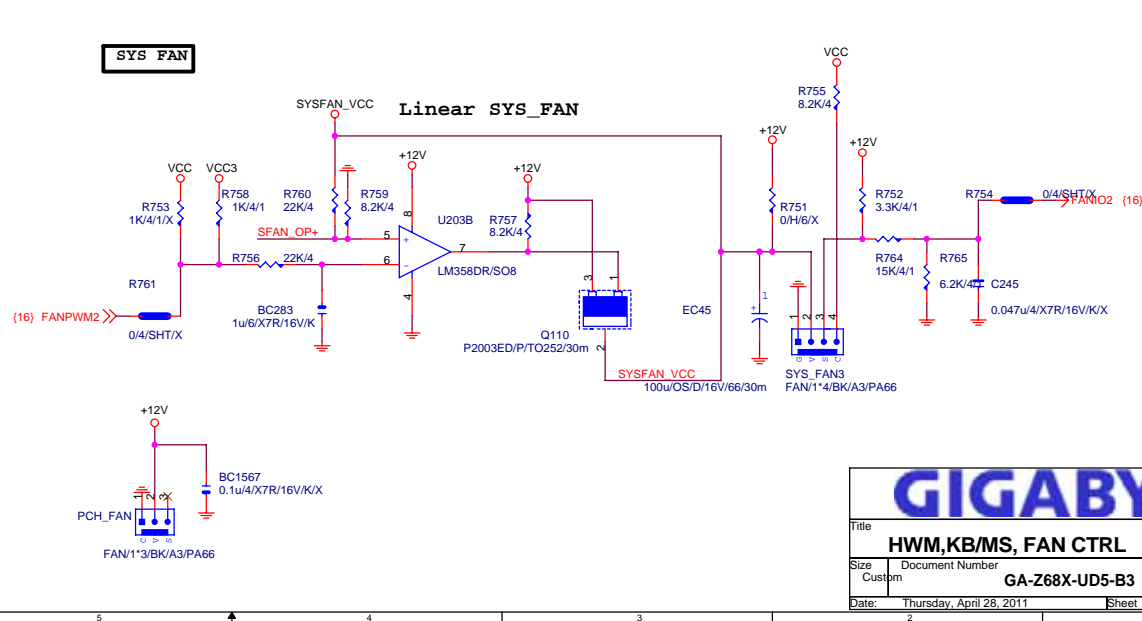 SYS FAN
Linear SYS_FAN
SYSFAN_VCC
VCC
VCC3
R753
1K/4/1/X
R758
1K/4/1
R760
22K/4
R759
8.2K/4
+12V
8
SFAN_OP+
5
+
6
-
7
4
U203B
LM358DR/SO8
R756
22K/4
R761
{16} FANPWM2
0/4/SHT/X
BC283
1u/6/X7R/16V/K
+12V
R757
8.2K/4
3
1
Q110
P2003ED/P/TO252/30m
2
SYSFAN_VCC
EC45
+
1
100u/OS/D/16V/66/30m
+12V
R751
0/H/6/X
VCC
R755
8.2K/4
+12V
R752
3.3K/4/1
R754
0/4/SHT/X
FANIO2 {16}
R764
15K/4/1
R765
6.2K/4/1
C245
0.047u/4/X7R/16V/K/X
1
2
3
4
G
V
S
C
SYS_FAN3
FAN/1*4/BK/A3/PA66
+12V
BC1567
0.1u/4/X7R/16V/K/X
1
2
3
PCH_FAN
C
V
S
FAN/1*3/BK/A3/PA66
GIGABY
Title
HWM,KB/MS, FAN CTRL
Size
Custom
Document Number
GA-Z68X-UD5-B3
Date: Thursday, April 28, 2011
Sheet
5
4
3
2